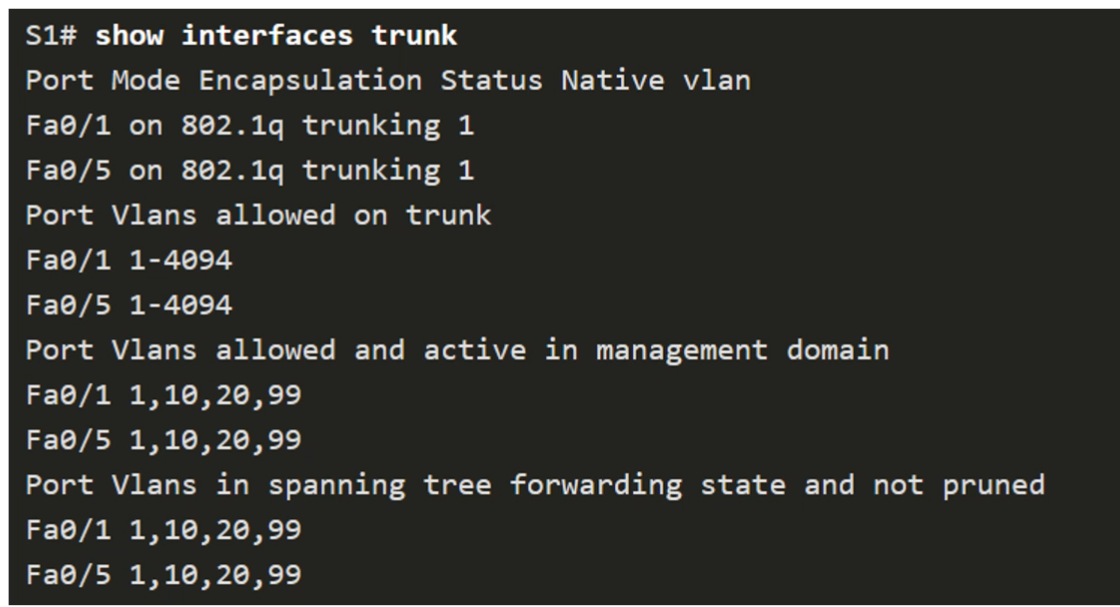 S1# show interfaces trunk
Port Mode Encapsulation Status Native vlan
Fa0/1 on 802.1q trunking 1
Fa0/5 on 802.1q trunking 1
Port Vlans allowed on trunk
Fa0/1 1-4094
Fa0/5 1-4094
Port Vlans allowed and active in management domain
Fa0/1 1,10,20,99
Fa0/5 1,10,20,99
Port Vlans in spanning tree forwarding state and not pruned
Fa0/1 1,10,20,99
Fa0/5 1,10,20,99